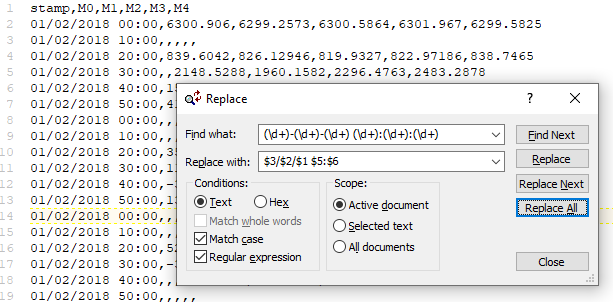 1 stamp,M0,M1,M2,M3,M4
2 01/02/2018 00:00,6300.906,6299.2573,6300.5864,6301.967,6299.5825
3 01/02/2018 10:00,,,,,
4 01/02/2018 20:00,839.6042,826.12946,819.9327,822.97186,838.7465
5 01/02/2018 30:00,,2148.5288,1960.1582,2296.4763,2483.2878
6 01/02/2018 40:00,15
7 01/02/2018 50:00,41
8 01/02/2018 00:00,,
9 01/02/2018 10:00,,
10 01/02/2018 20:00,35
11 01/02/2018 30:00,11
12 01/02/2018 40:00,-3
13 01/02/2018 50:00,13
14 01/02/2018 00:00,,
15 01/02/2018 10:00,,
16 01/02/2018 20:00,52
17 01/02/2018 30:00,-3
18 01/02/2018 40:00,,
19 01/02/2018 50:00,,,,,
Replace
Find what: (\d+)-(\d+)-(\d+) (\d+):(\d+):(\d+) Find Next
Replace with: $3/$2/$1 $5:$6 Replace
Conditions: Scope: Replace Next
Text Hex Active document Replace All
Match whole words Selected text
Match case All documents
Regular expression Close